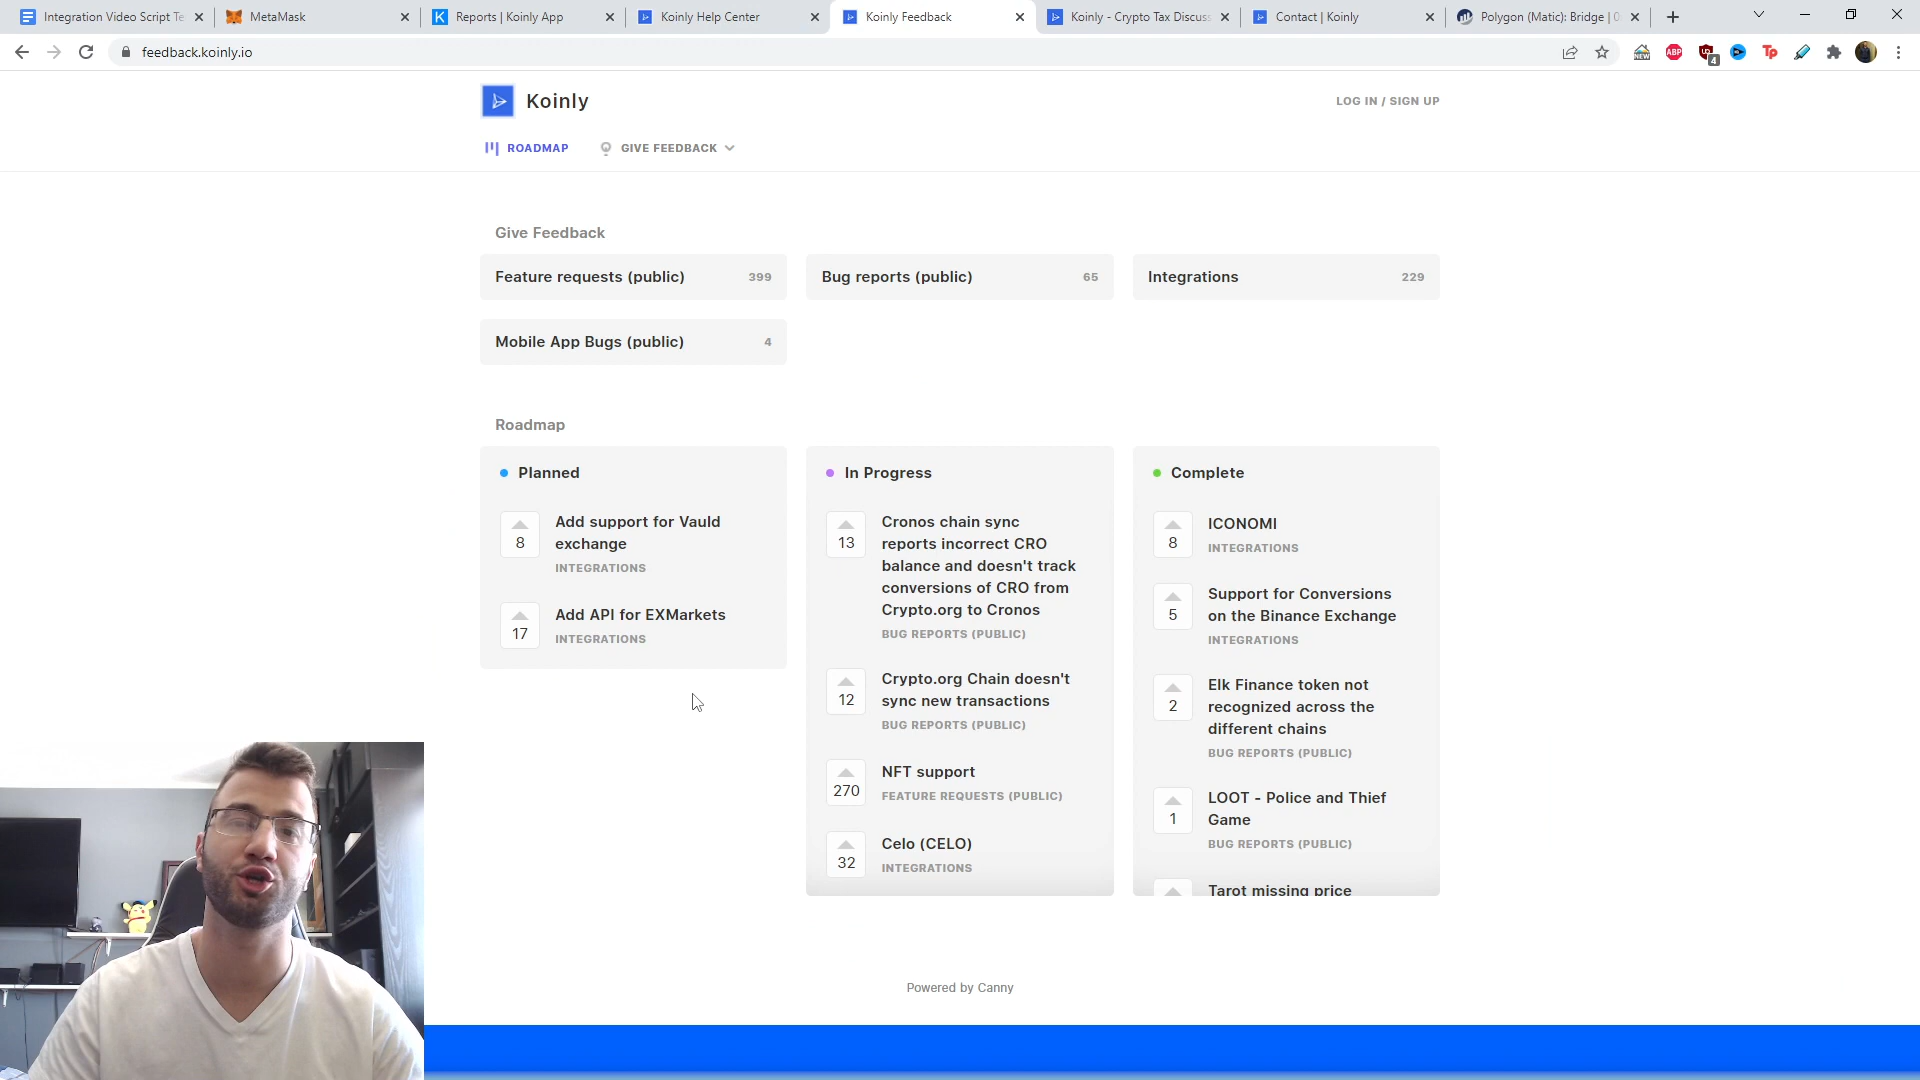 Integration Video Script Te
MetaMask
Reports | Koinly App
Koinly Help Center
Koinly Feedback
Koinly - Crypto Tax Discuss
Contact | Koinly
Polygon (Matic): Bridge | 0
feedback.koinly.io
NEW
ABP
4
Tp
Koinly
LOG IN / SIGN UP
ROADMAP
GIVE FEEDBACK
Give Feedback
Feature requests (public) 399
Bug reports (public) 65
Integrations 229
Mobile App Bugs (public) 4
Roadmap
Planned
8
Add support for Vauld
exchange
INTEGRATIONS
17
Add API for EXMarkets
INTEGRATIONS
In Progress
13
Cronos chain sync
reports incorrect CRO
balance and doesn't track
conversions of CRO from
Crypto.org to Cronos
BUG REPORTS (PUBLIC)
12
Crypto.org Chain doesn't
sync new transactions
BUG REPORTS (PUBLIC)
270
NFT support
FEATURE REQUESTS (PUBLIC)
32
Celo (CELO)
INTEGRATIONS
Complete
8
ICONOMI
INTEGRATIONS
5
Support for Conversions
on the Binance Exchange
INTEGRATIONS
2
Elk Finance token not
recognized across the
different chains
BUG REPORTS (PUBLIC)
1
LOOT - Police and Thief
Game
BUG REPORTS (PUBLIC)
Tarot missing price
Powered by Canny